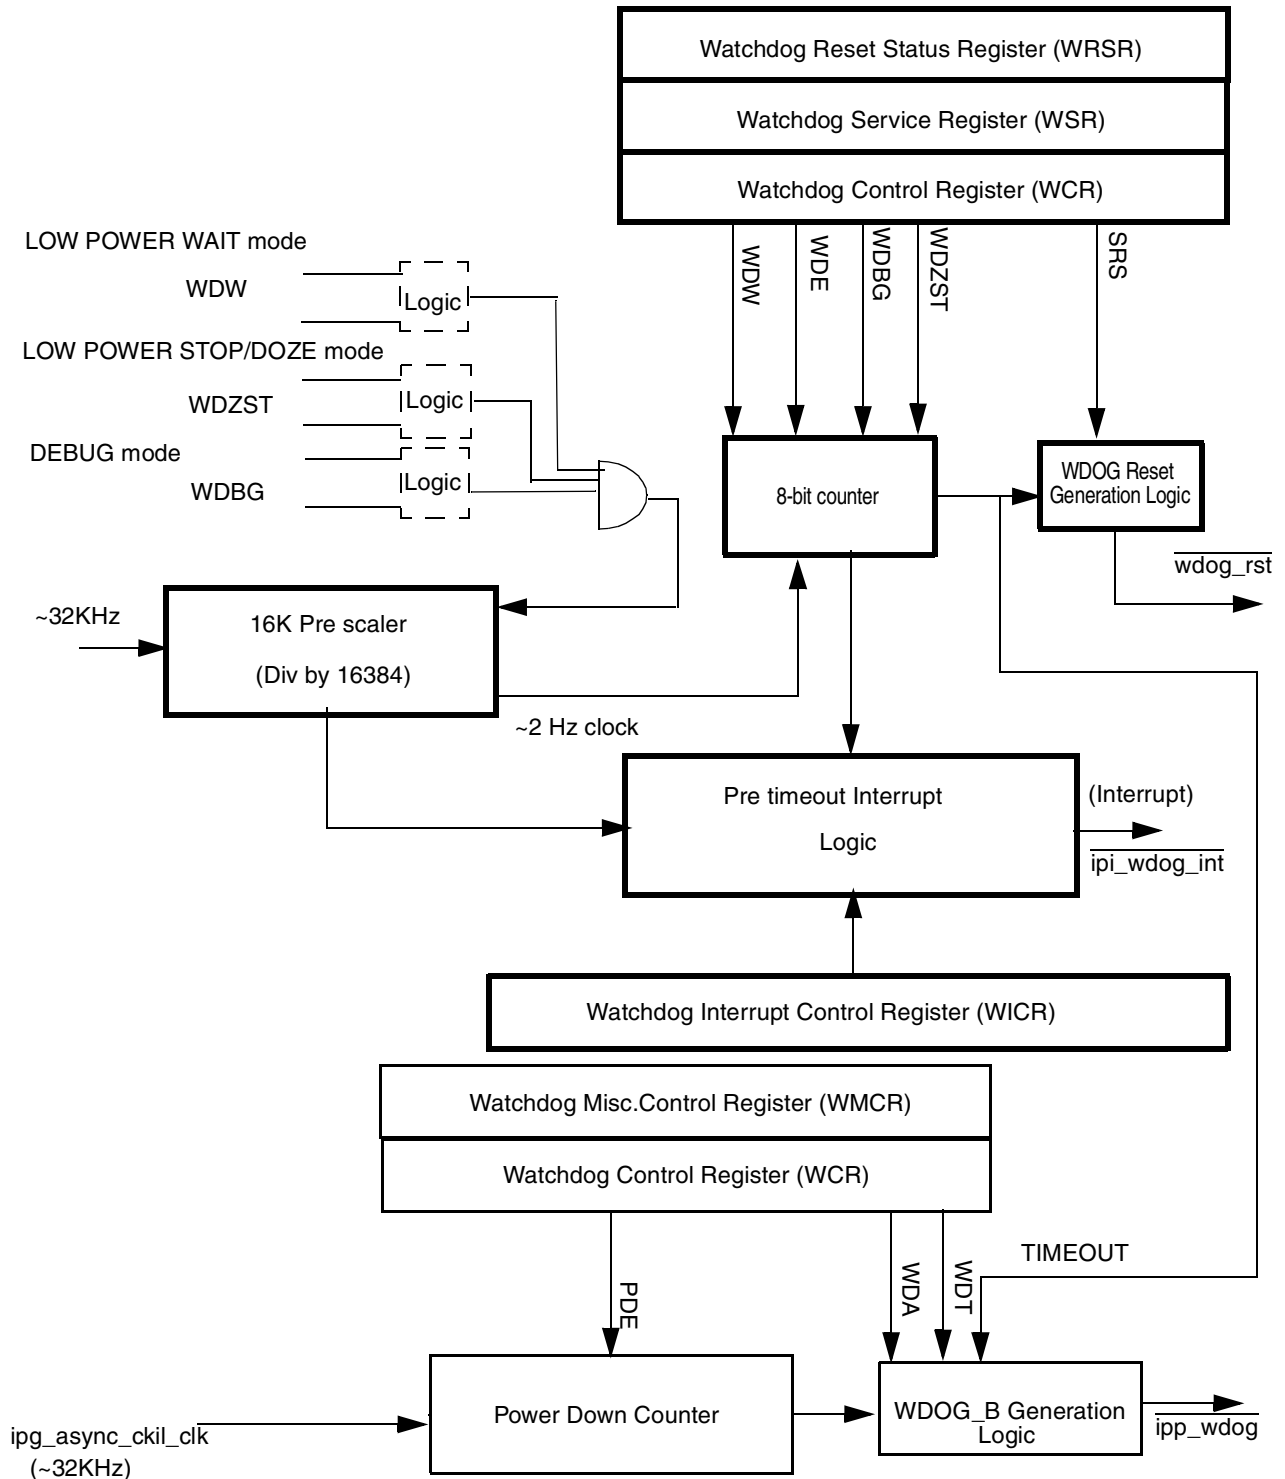 Watchdog Reset Status Register (WRSR)
Watchdog Service Register (WSR)
Watchdog Control Register (WCR)
WDW
WDE
WDBG
WDZST
SRS
LOW POWER WAIT mode
WDW
Logic
LOW POWER STOP/DOZE mode
WDZST
Logic
DEBUG mode
WDBG
Logic
8-bit counter
WDOG Reset
Generation Logic
wdog_rst
~32KHz
16K Pre scaler
(Div by 16384)
~2 Hz clock
Pre timeout Interrupt
Logic
(Interrupt)
ipi_wdog_int
Watchdog Interrupt Control Register (WICR)
Watchdog Misc.Control Register (WMCR)
Watchdog Control Register (WCR)
PDE
WDA
WDT
TIMEOUT
Power Down Counter
WDOG_B Generation
Logic
ipp_wdog
ipg_async_ckil_clk
(~32KHz)